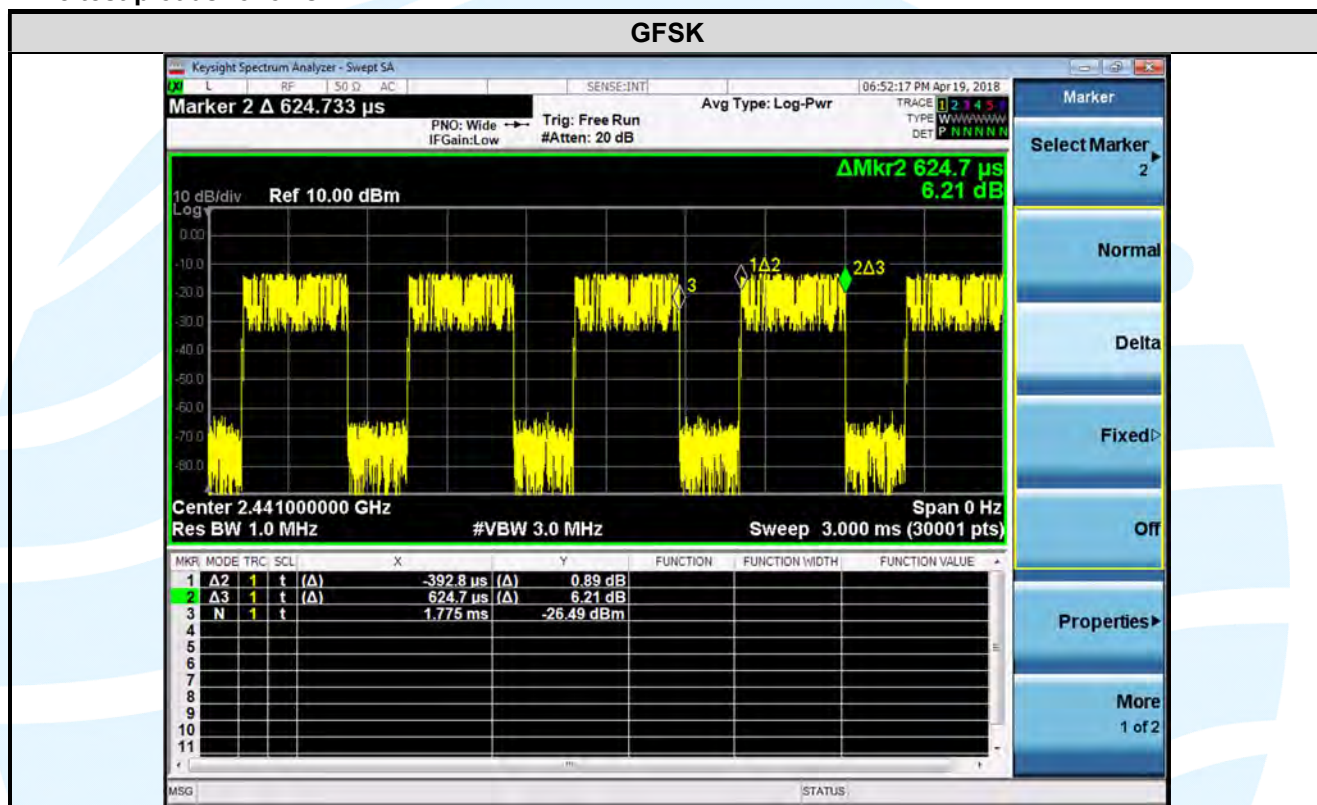 GFSK
Keysight Spectrum Analyzer - Swept SA
LXI L RF 50 Ω AC SENSE:INT 06:52:17 PM Apr 19, 2018
Marker 2 Δ 624.733 µs
PNO: Wide
IFGain:Low
Trig: Free Run
#Atten: 20 dB
Avg Type: Log-Pwr
TRACE 1 2 3 4 5 6
TYPE W
DET P N N N N N
ΔMkr2 624.7 µs
6.21 dB
10 dB/div Ref 10.00 dBm
Log
0.00
-10.0
-20.0
-30.0
-40.0
-50.0
-60.0
-70.0
-80.0
1Δ2
2Δ3
3
Center 2.441000000 GHz Span 0 Hz
Res BW 1.0 MHz #VBW 3.0 MHz Sweep 3.000 ms (30001 pts)
MKR MODE TRC SCL X Y FUNCTION FUNCTION WIDTH FUNCTION VALUE
1 Δ2 1 t (Δ) -392.8 µs (Δ) 0.89 dB
2 Δ3 1 t (Δ) 624.7 µs (Δ) 6.21 dB
3 N 1 t 1.775 ms -26.49 dBm
4
5
6
7
8
9
10
11
MSG STATUS
Marker
Select Marker
2
Normal
Delta
Fixed
Off
Properties
More
1 of 2